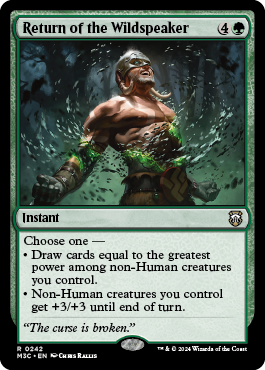 Return of the Wildspeaker 4
Instant
Choose one —
• Draw cards equal to the greatest
power among non-Human creatures
you control.
• Non-Human creatures you control
get +3/+3 until end of turn.
“The curse is broken.”
R 0242
M3C • EN Chris Rallis
™ & © 2024 Wizards of the Coast